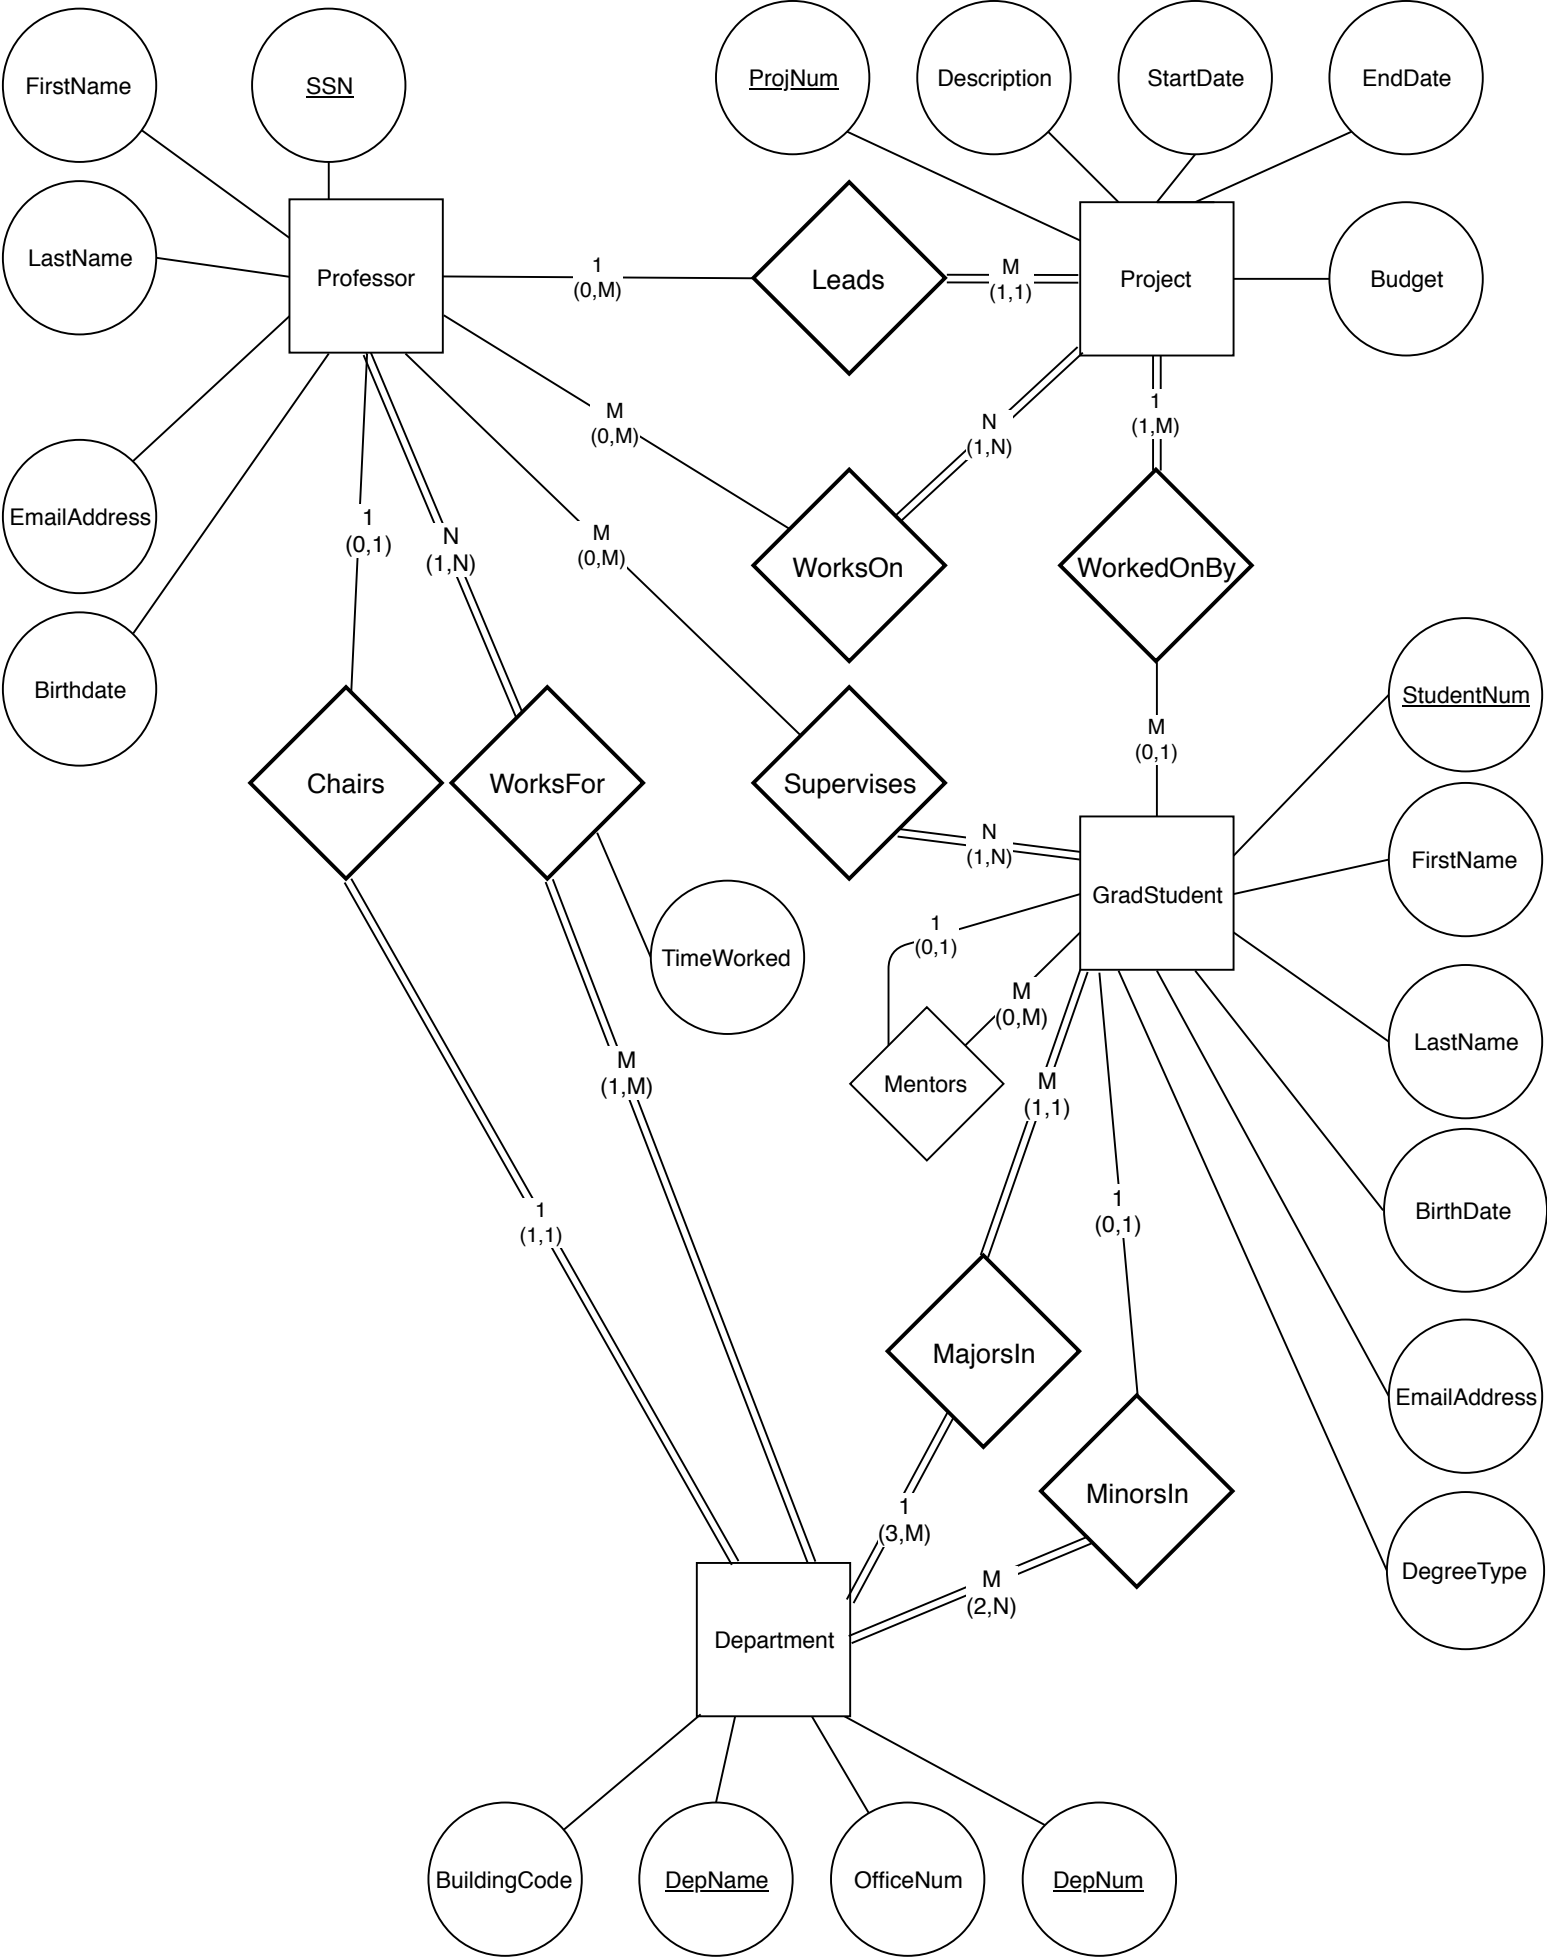 FirstName
SSN
ProjNum
Description
StartDate
EndDate
LastName
Professor
1
(0,M)
Leads
M
(1,1)
Project
Budget
M
(0,M)
N
(1,N)
1
(1,M)
EmailAddress
1
(0,1)
N
(1,N)
M
(0,M)
WorksOn
WorkedOnBy
Birthdate
StudentNum
M
(0,1)
Chairs
WorksFor
Supervises
N
(1,N)
GradStudent
FirstName
1
(0,1)
TimeWorked
M
(0,M)
LastName
Mentors
M
(1,M)
M
(1,1)
1
(1,1)
1
(0,1)
BirthDate
MajorsIn
EmailAddress
MinorsIn
1
(3,M)
M
(2,N)
DegreeType
Department
BuildingCode
DepName
OfficeNum
DepNum